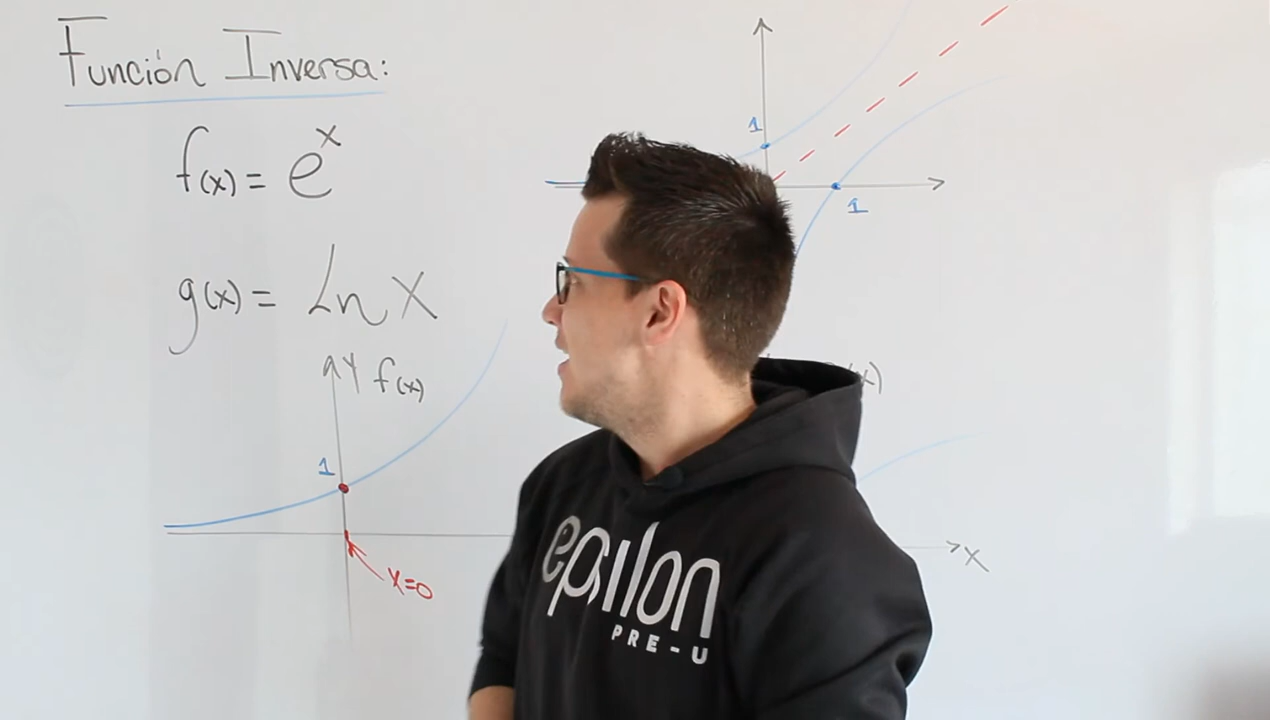 Función Inversa:
f(x) = e^x
g(x) = Ln X
y f(x)
1
x=0
1
1
x)
x
epsilon
PRE-U